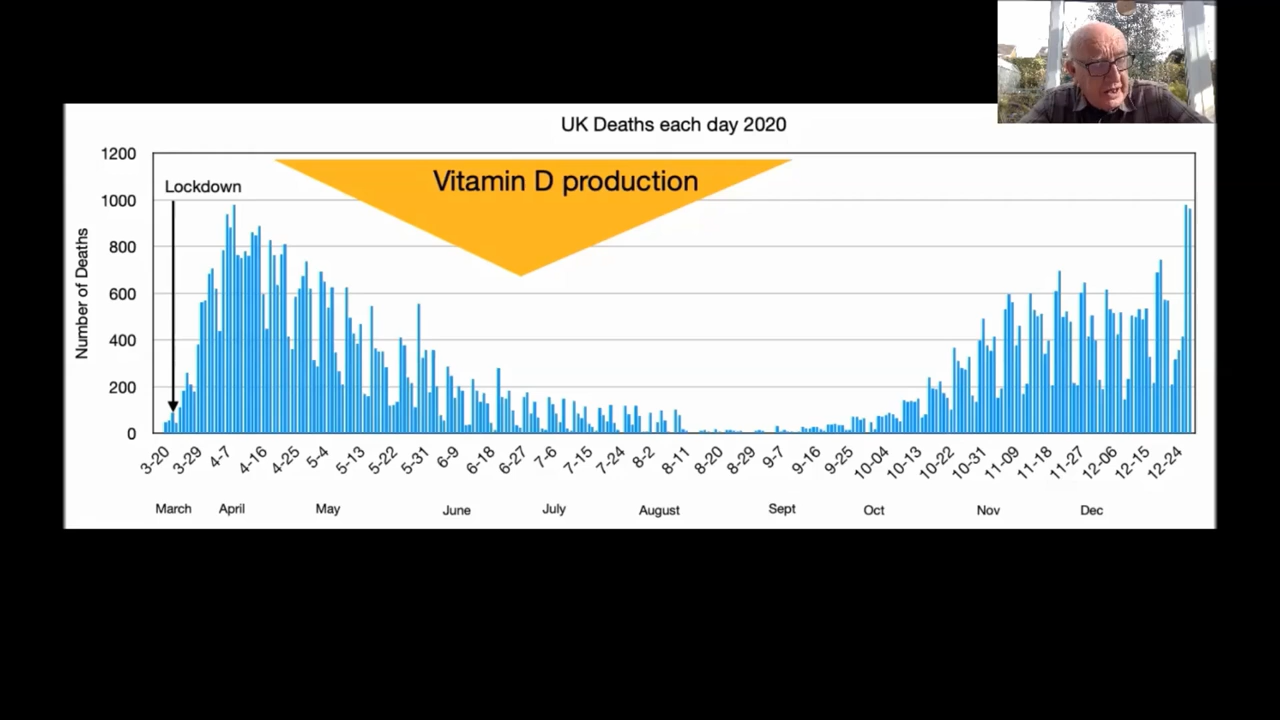 UK Deaths each day 2020
1200
Vitamin D production
Lockdown
1000
800
600
400
200
0
Number of Deaths
3-20 3-29 4-7 4-16 4-25 5-4 5-13 5-22 5-31 6-9 6-18 6-27 7-6 7-15 7-24 8-2 8-11 8-20 8-29 9-7 9-16 9-25 10-04 10-13 10-22 10-31 11-09 11-18 11-27 12-06 12-15 12-24
March April May June July August Sept Oct Nov Dec